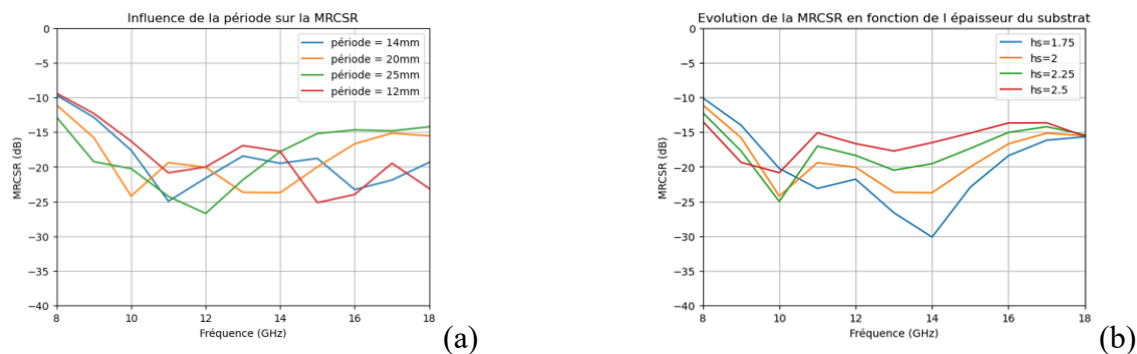 Influence de la période sur la MRCSR
MRCSR (dB)
0
−5
−10
−15
−20
−25
−30
−35
−40
période = 14mm
période = 20mm
période = 25mm
période = 12mm
8
10
12
14
16
18
Fréquence (GHz)
(a)
Evolution de la MRCSR en fonction de l épaisseur du substrat
MRCSR (dB)
0
−5
−10
−15
−20
−25
−30
−35
−40
hs=1.75
hs=2
hs=2.25
hs=2.5
8
10
12
14
16
18
Fréquence (GHz)
(b)